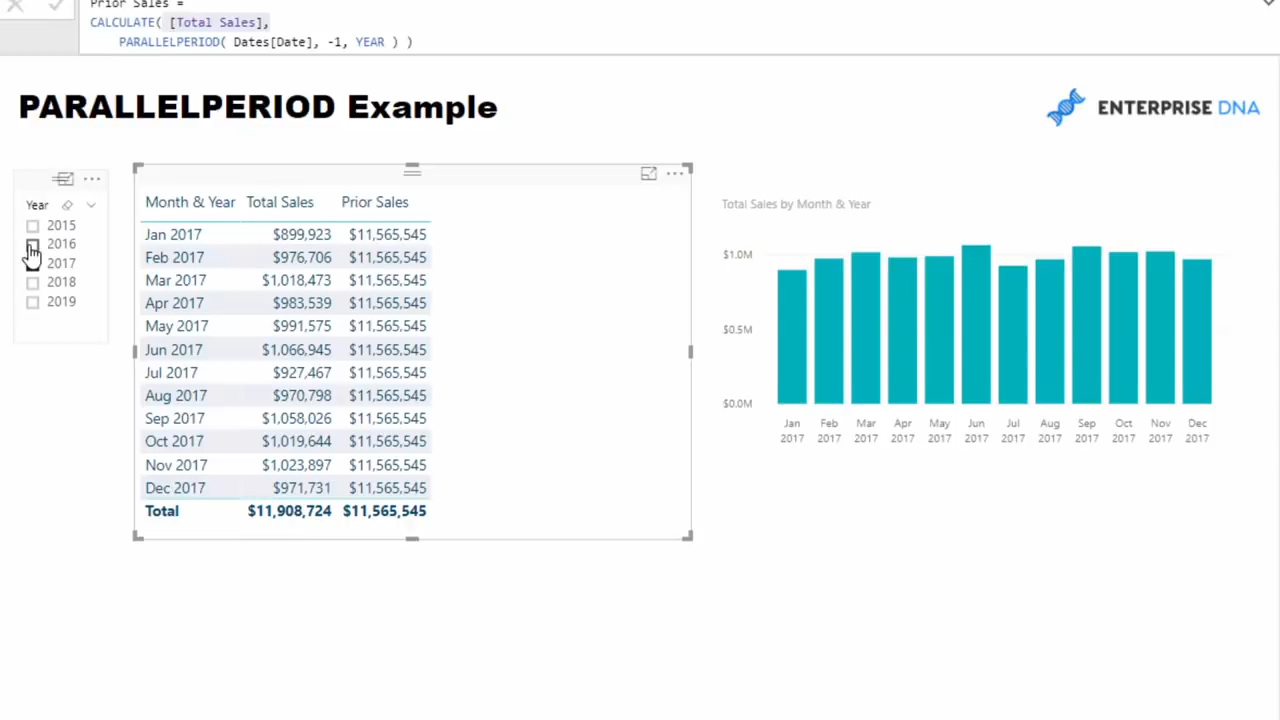 Prior Sales =
CALCULATE( [Total Sales],
PARALLELPERIOD( Dates[Date], -1, YEAR ) )
PARALLELPERIOD Example
ENTERPRISE DNA
Year
2015
2016
2017
2018
2019
Month & Year Total Sales Prior Sales
Jan 2017 $899,923 $11,565,545
Feb 2017 $976,706 $11,565,545
Mar 2017 $1,018,473 $11,565,545
Apr 2017 $983,539 $11,565,545
May 2017 $991,575 $11,565,545
Jun 2017 $1,066,945 $11,565,545
Jul 2017 $927,467 $11,565,545
Aug 2017 $970,798 $11,565,545
Sep 2017 $1,058,026 $11,565,545
Oct 2017 $1,019,644 $11,565,545
Nov 2017 $1,023,897 $11,565,545
Dec 2017 $971,731 $11,565,545
Total $11,908,724 $11,565,545
Total Sales by Month & Year
$1.0M
$0.5M
$0.0M
Jan Feb Mar Apr May Jun Jul Aug Sep Oct Nov Dec
2017 2017 2017 2017 2017 2017 2017 2017 2017 2017 2017 2017